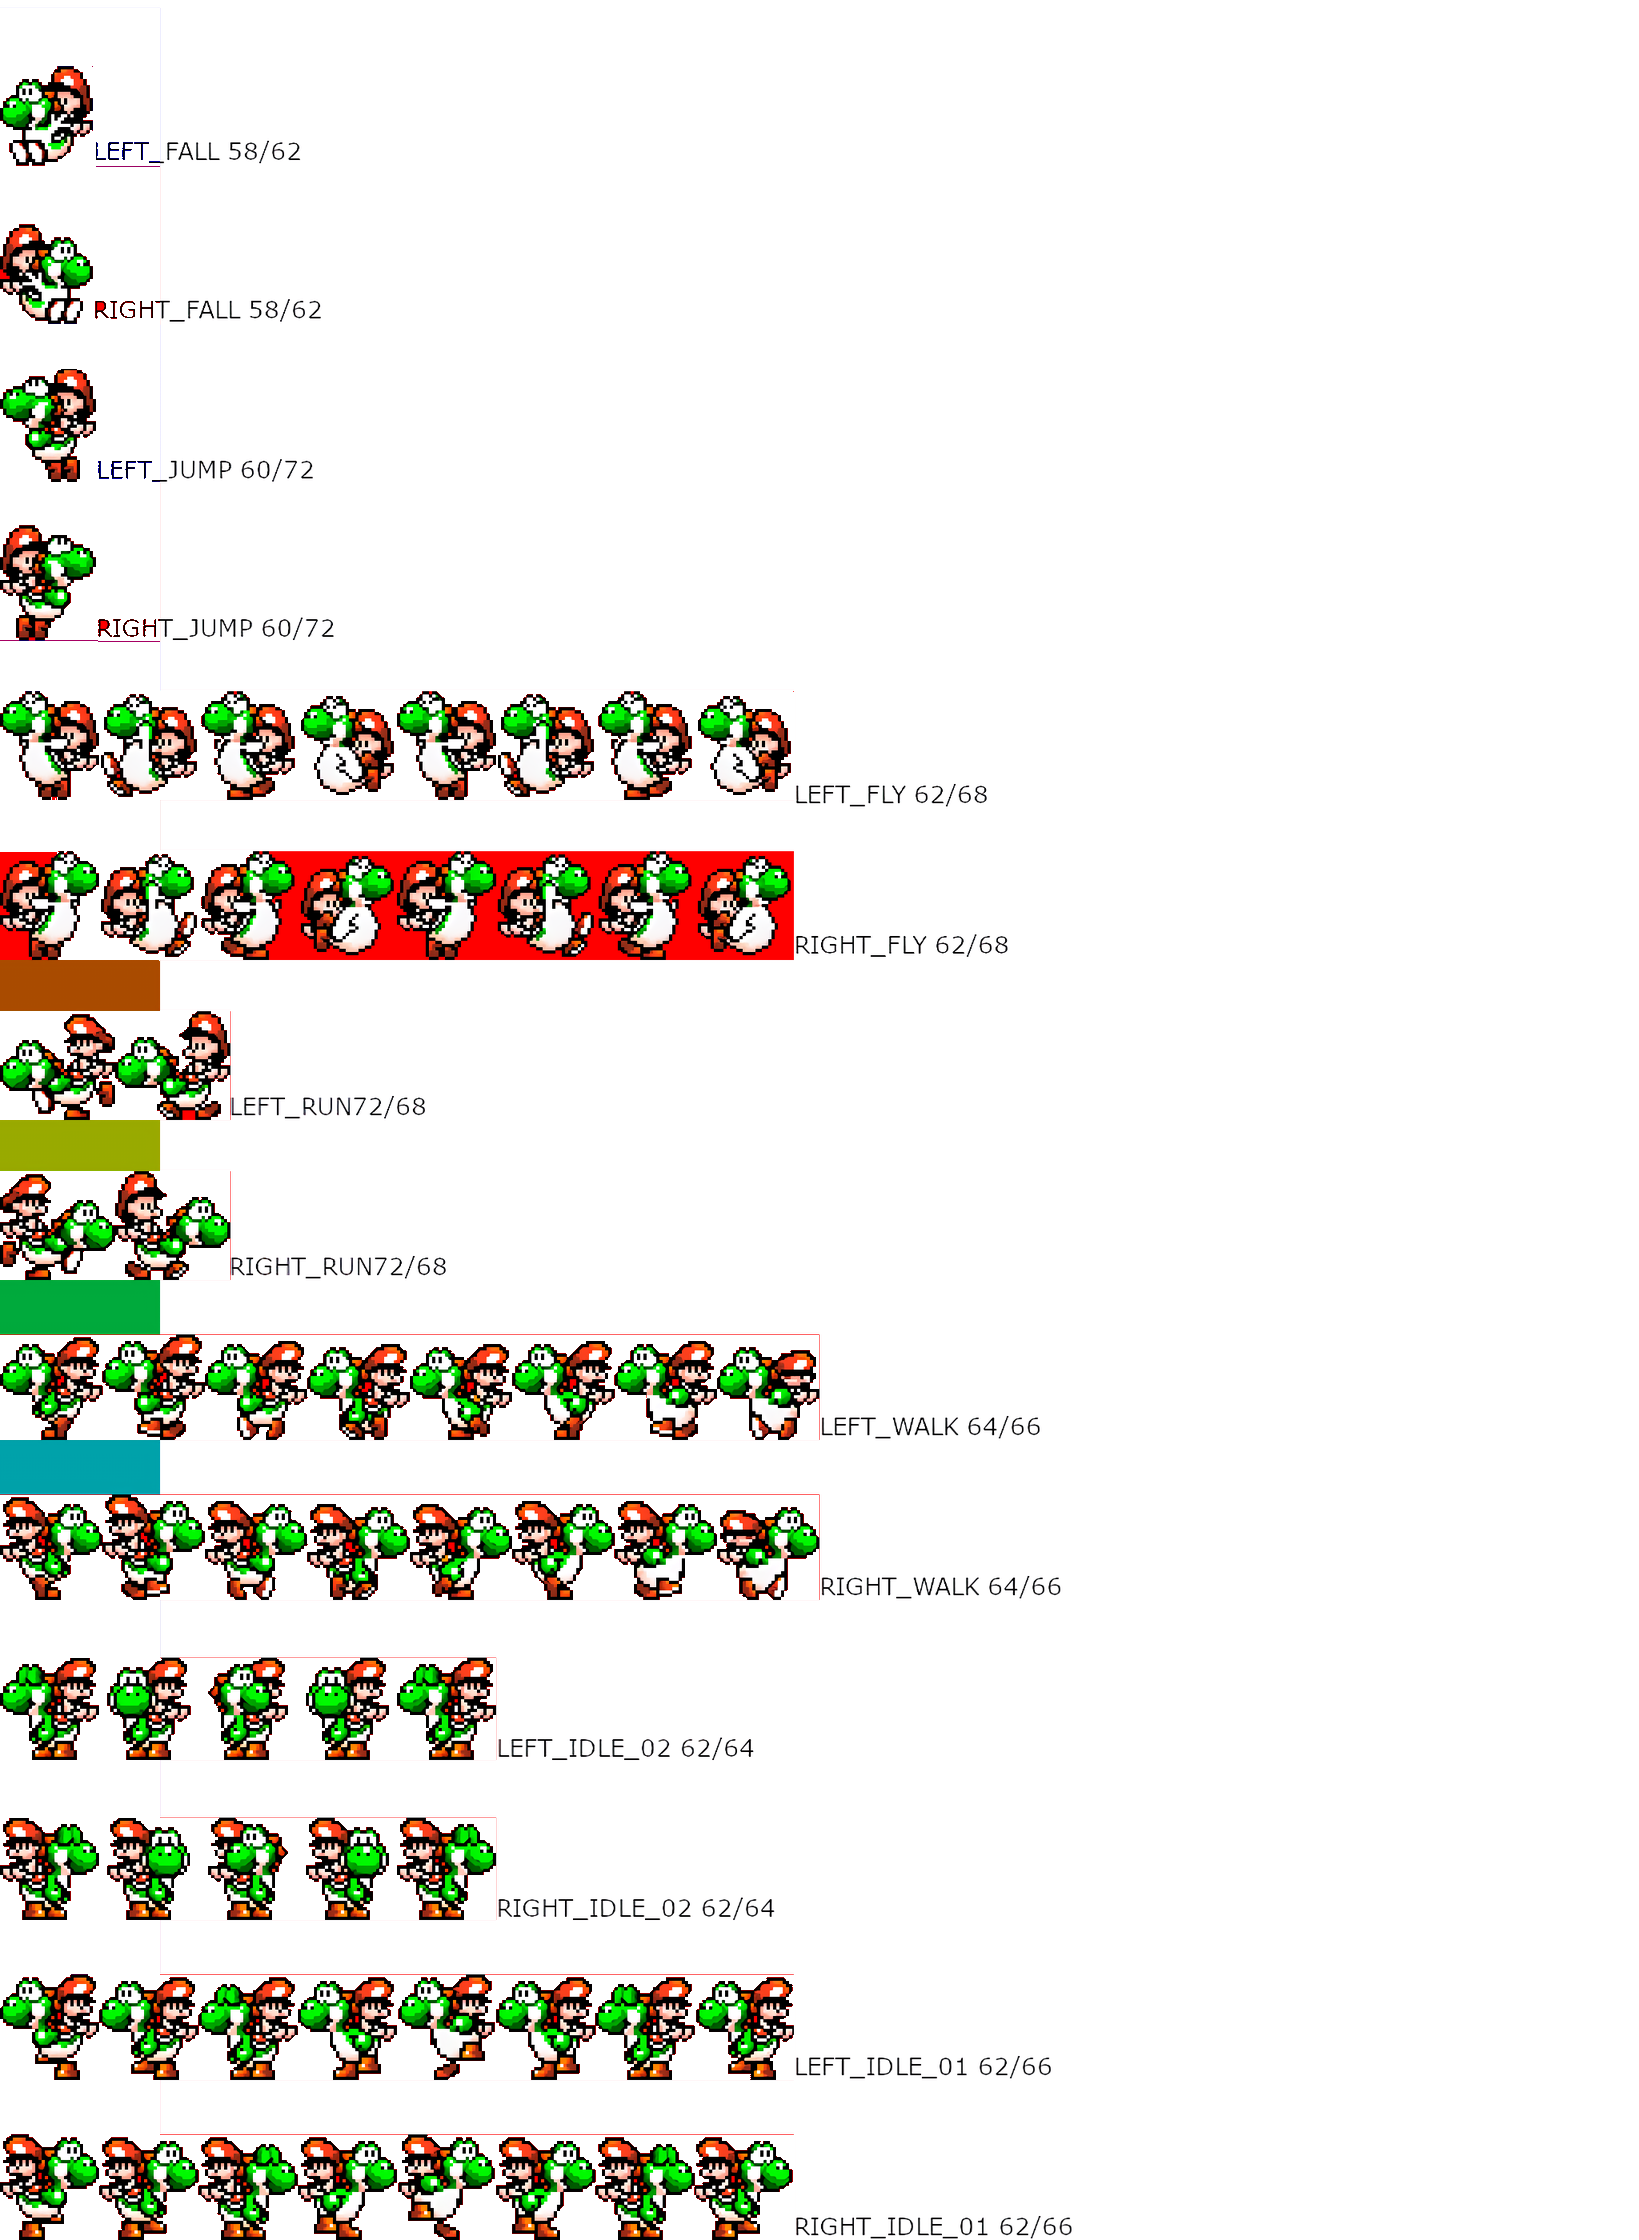 LEFT_FALL 58/62
RIGHT_FALL 58/62
LEFT_JUMP 60/72
RIGHT_JUMP 60/72
LEFT_FLY 62/68
RIGHT_FLY 62/68
LEFT_RUN72/68
RIGHT_RUN72/68
LEFT_WALK 64/66
RIGHT_WALK 64/66
LEFT_IDLE_02 62/64
RIGHT_IDLE_02 62/64
LEFT_IDLE_01 62/66
RIGHT_IDLE_01 62/66